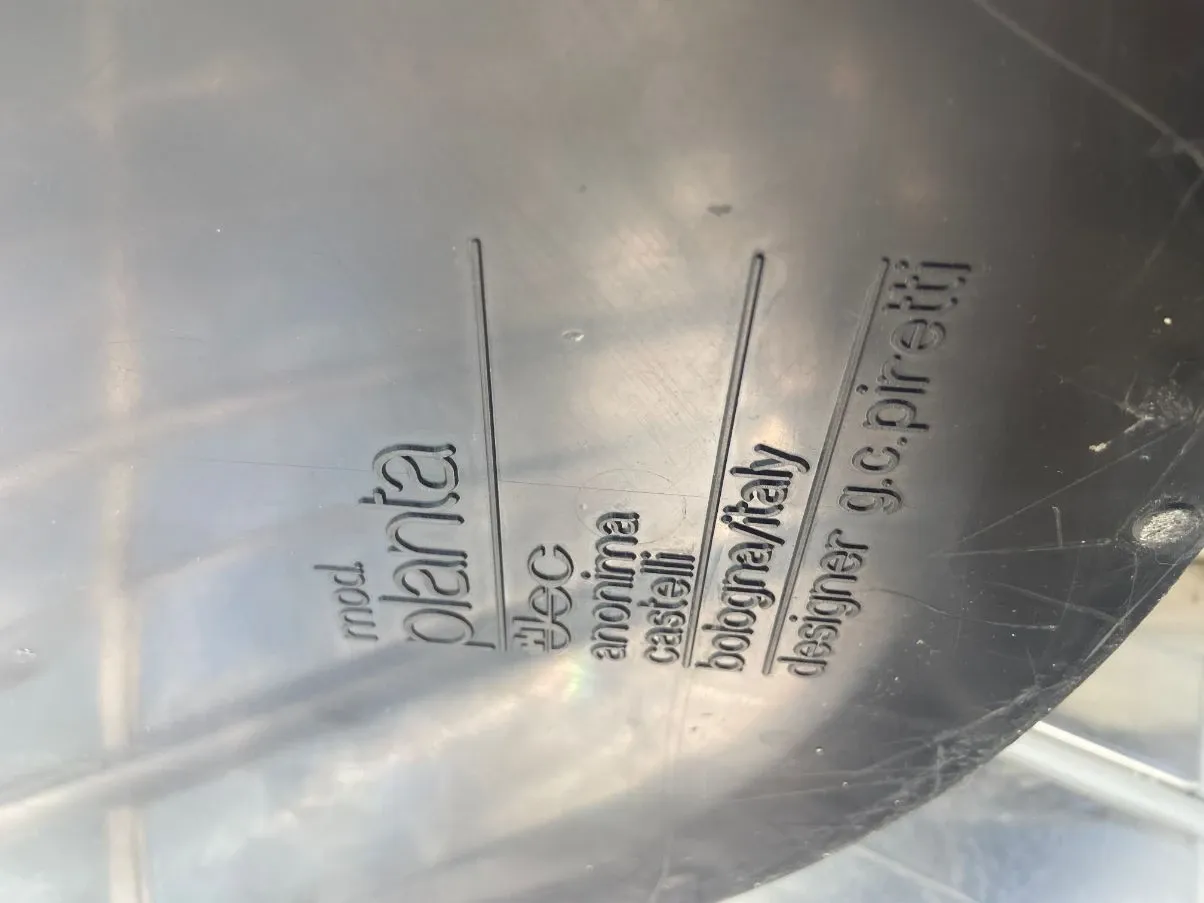 mod.
planta
anonima
castelli
bologna/italy
designer g.c.piretti